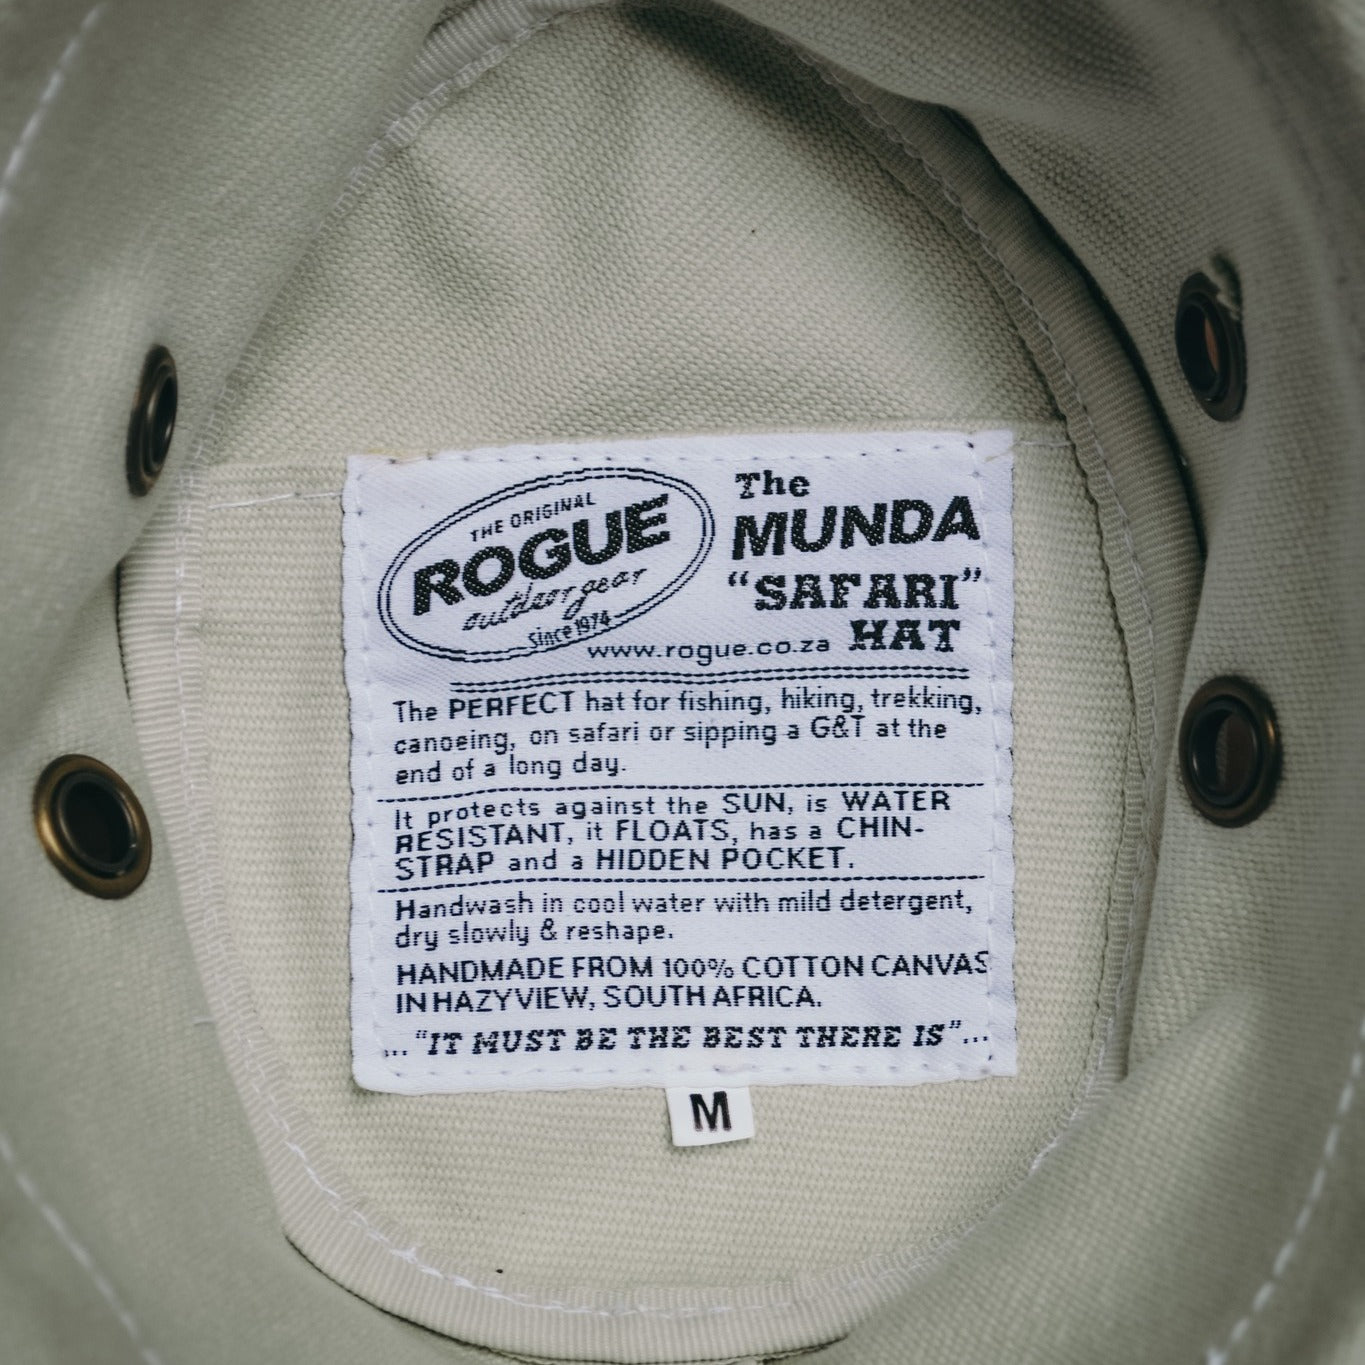 THE ORIGINAL
ROGUE
outdoor gear
since 1974
The
MUNDA
“SAFARI”
HAT
www.rogue.co.za
The PERFECT hat for fishing, hiking, trekking,
canoeing, on safari or sipping a G&T at the
end of a long day.
It protects against the SUN, is WATER
RESISTANT, it FLOATS, has a CHIN-
STRAP and a HIDDEN POCKET.
Handwash in cool water with mild detergent,
dry slowly & reshape.
HANDMADE FROM 100% COTTON CANVAS
IN HAZYVIEW, SOUTH AFRICA.
..."IT MUST BE THE BEST THERE IS"...
M